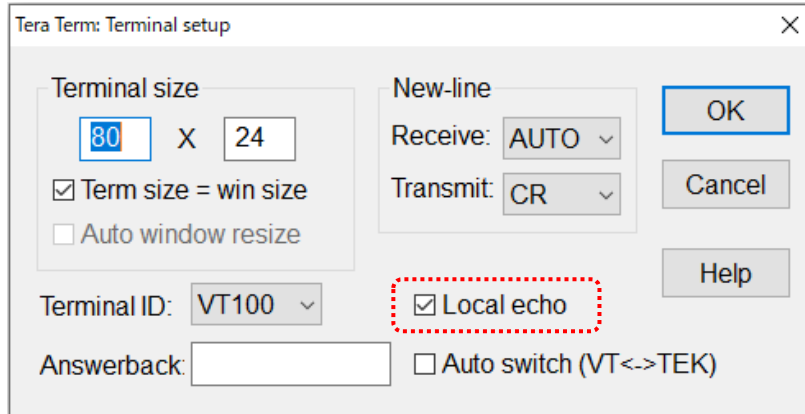 Tera Term: Terminal setup
Terminal size
80 X 24
Term size = win size
Auto window resize
New-line
Receive: AUTO
Transmit: CR
OK
Cancel
Help
Terminal ID: VT100
Local echo
Answerback:
Auto switch (VT<->TEK)